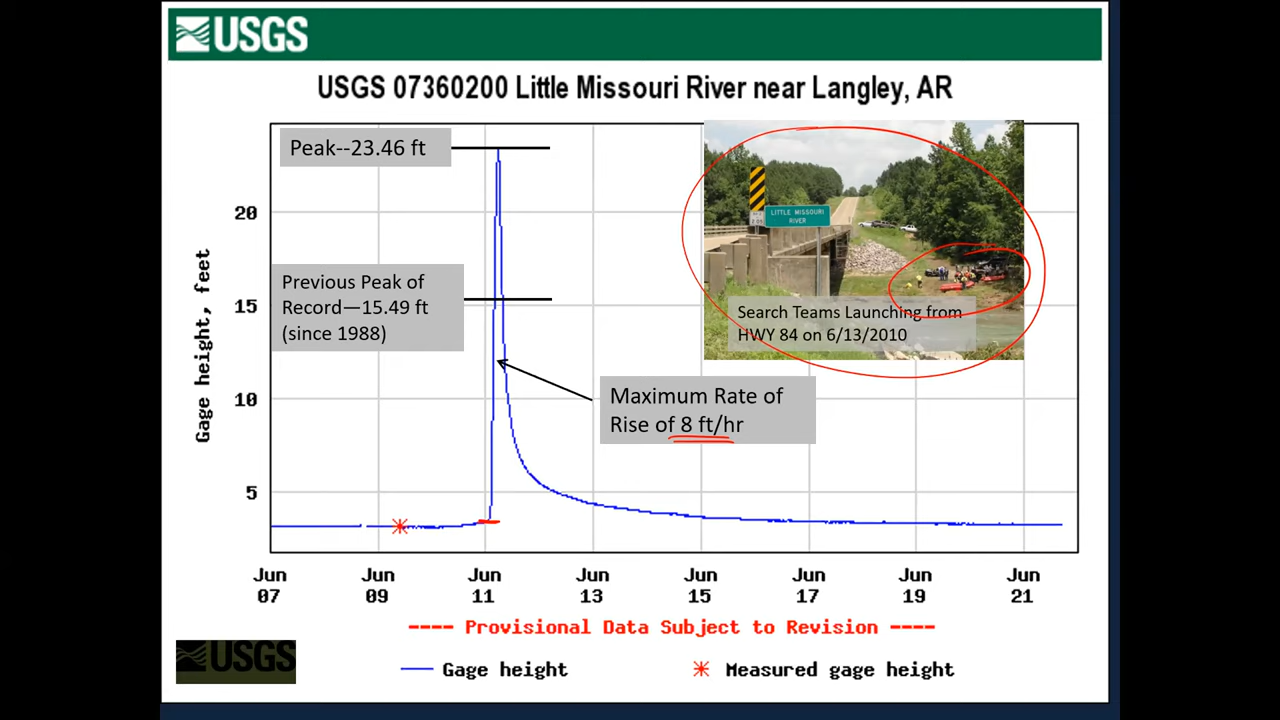 USGS
USGS 07360200 Little Missouri River near Langley, AR
Peak--23.46 ft
20
15
10
5
Gage height, feet
Previous Peak of
Record—15.49 ft
(since 1988)
LITTLE MISSOURI
RIVER
Search Teams Launching from
HWY 84 on 6/13/2010
Maximum Rate of
Rise of 8 ft/hr
Jun Jun Jun Jun Jun Jun Jun Jun
07 09 11 13 15 17 19 21
---- Provisional Data Subject to Revision ----
USGS
Gage height
Measured gage height